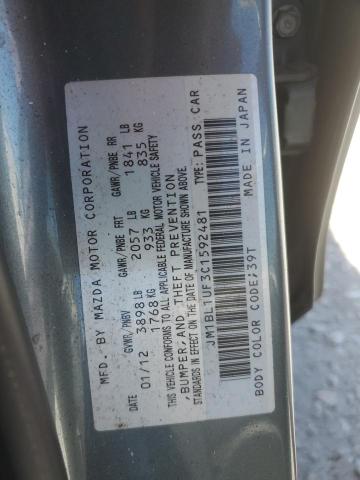 MFD. BY MAZDA MOTOR CORPORATION
GVWR/PNBV GAWR/PNBE FRT GAWR/PNBE RR
DATE 3898 LB 2057 LB 1841 LB
01/12 1768 KG 933 KG 835 KG
THIS VEHICLE CONFORMS TO ALL APPLICABLE FEDERAL MOTOR VEHICLE SAFETY
, BUMPER, AND THEFT PREVENTION
STANDARDS IN EFFECT ON THE DATE OF MANUFACTURE SHOWN ABOVE.
JM1BL1UF3C1592481 TYPE: PASS CAR
BODY COLOR CODE: 39T MADE IN JAPAN